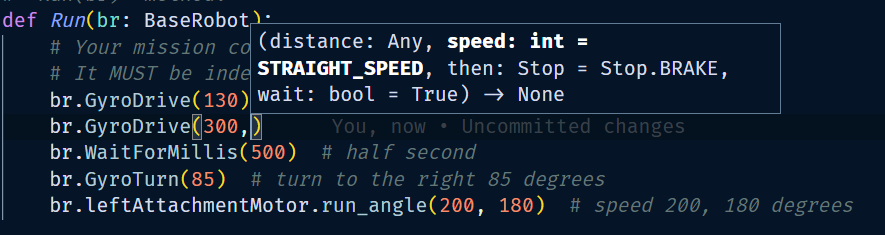 def Run(br: BaseRobot):
(distance: Any, speed: int =
# Your mission co
STRAIGHT_SPEED, then: Stop = Stop.BRAKE,
# It MUST be inde
wait: bool = True) -> None
br.GyroDrive(130)
br.GyroDrive(300,) You, now • Uncommitted changes
br.WaitForMillis(500) # half second
br.GyroTurn(85) # turn to the right 85 degrees
br.leftAttachmentMotor.run_angle(200, 180) # speed 200, 180 degrees